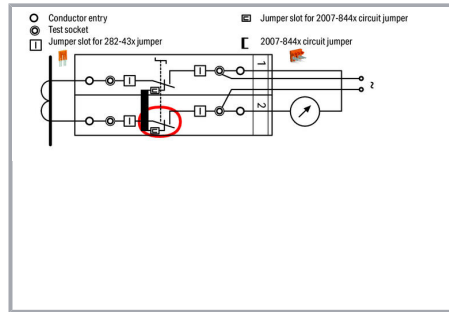 Conductor entry
Test socket
Jumper slot for 282-43x jumper
Jumper slot for 2007-844x circuit jumper
2007-844x circuit jumper
1
2
~